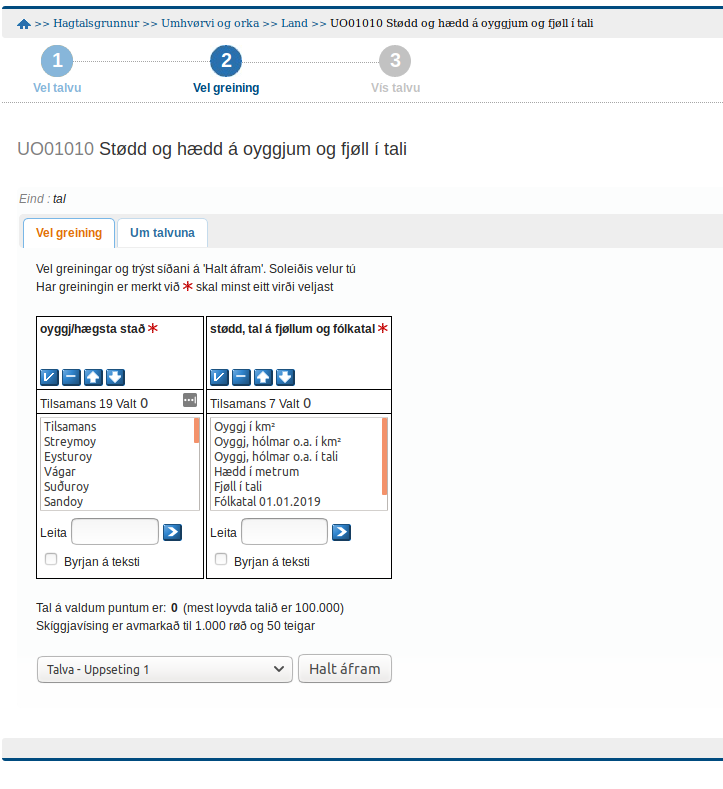 >> Hagtalsgrunnur >> Umhvørvi og orka >> Land >> UO01010 Stødd og hædd á oyggjum og fjøll í tali
1 2 3
Vel talvu Vel greining Vís talvu
UO01010 Stødd og hædd á oyggjum og fjøll í tali
Eind : tal
Vel greining Um talvuna
Vel greiningar og trýst síðani á 'Halt áfram'. Soleiðis velur tú
Har greiningin er merkt við * skal minst eitt virði veljast
oyggj/hægsta stað *
Tilsamans 19 Valt 0
Tilsamans
Streymoy
Eysturoy
Vágar
Suðuroy
Sandoy
Leita
Byrjan á teksti
stødd, tal á fjøllum og fólkatal *
Tilsamans 7 Valt 0
Oyggj í km²
Oyggj, hólmar o.a. í km²
Oyggj, hólmar o.a. í tali
Hædd í metrum
Fjøll í tali
Fólkatal 01.01.2019
Leita
Byrjan á teksti
Tal á valdum puntum er: 0 (mest loyvda talið er 100.000)
Skíggjavísing er avmarkað til 1.000 røð og 50 teigar
Talva - Uppseting 1 Halt áfram